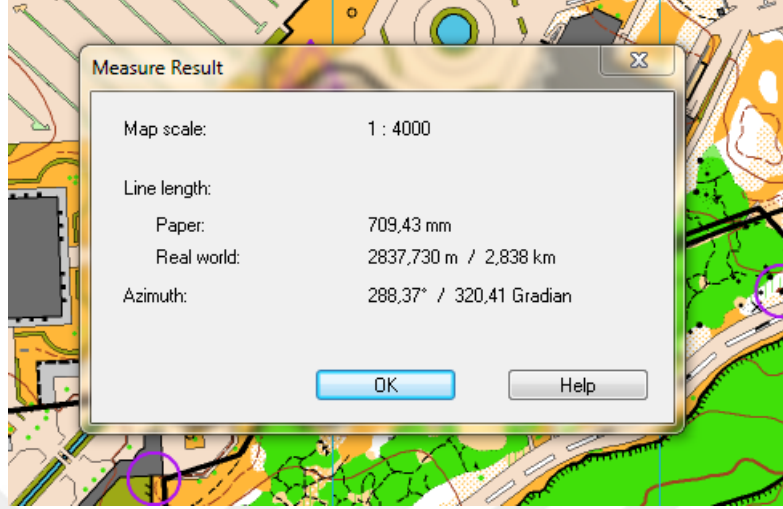 Measure Result
Map scale: 1 : 4000
Line length:
Paper: 709,43 mm
Real world: 2837,730 m / 2,838 km
Azimuth: 288,37° / 320,41 Gradian
OK Help